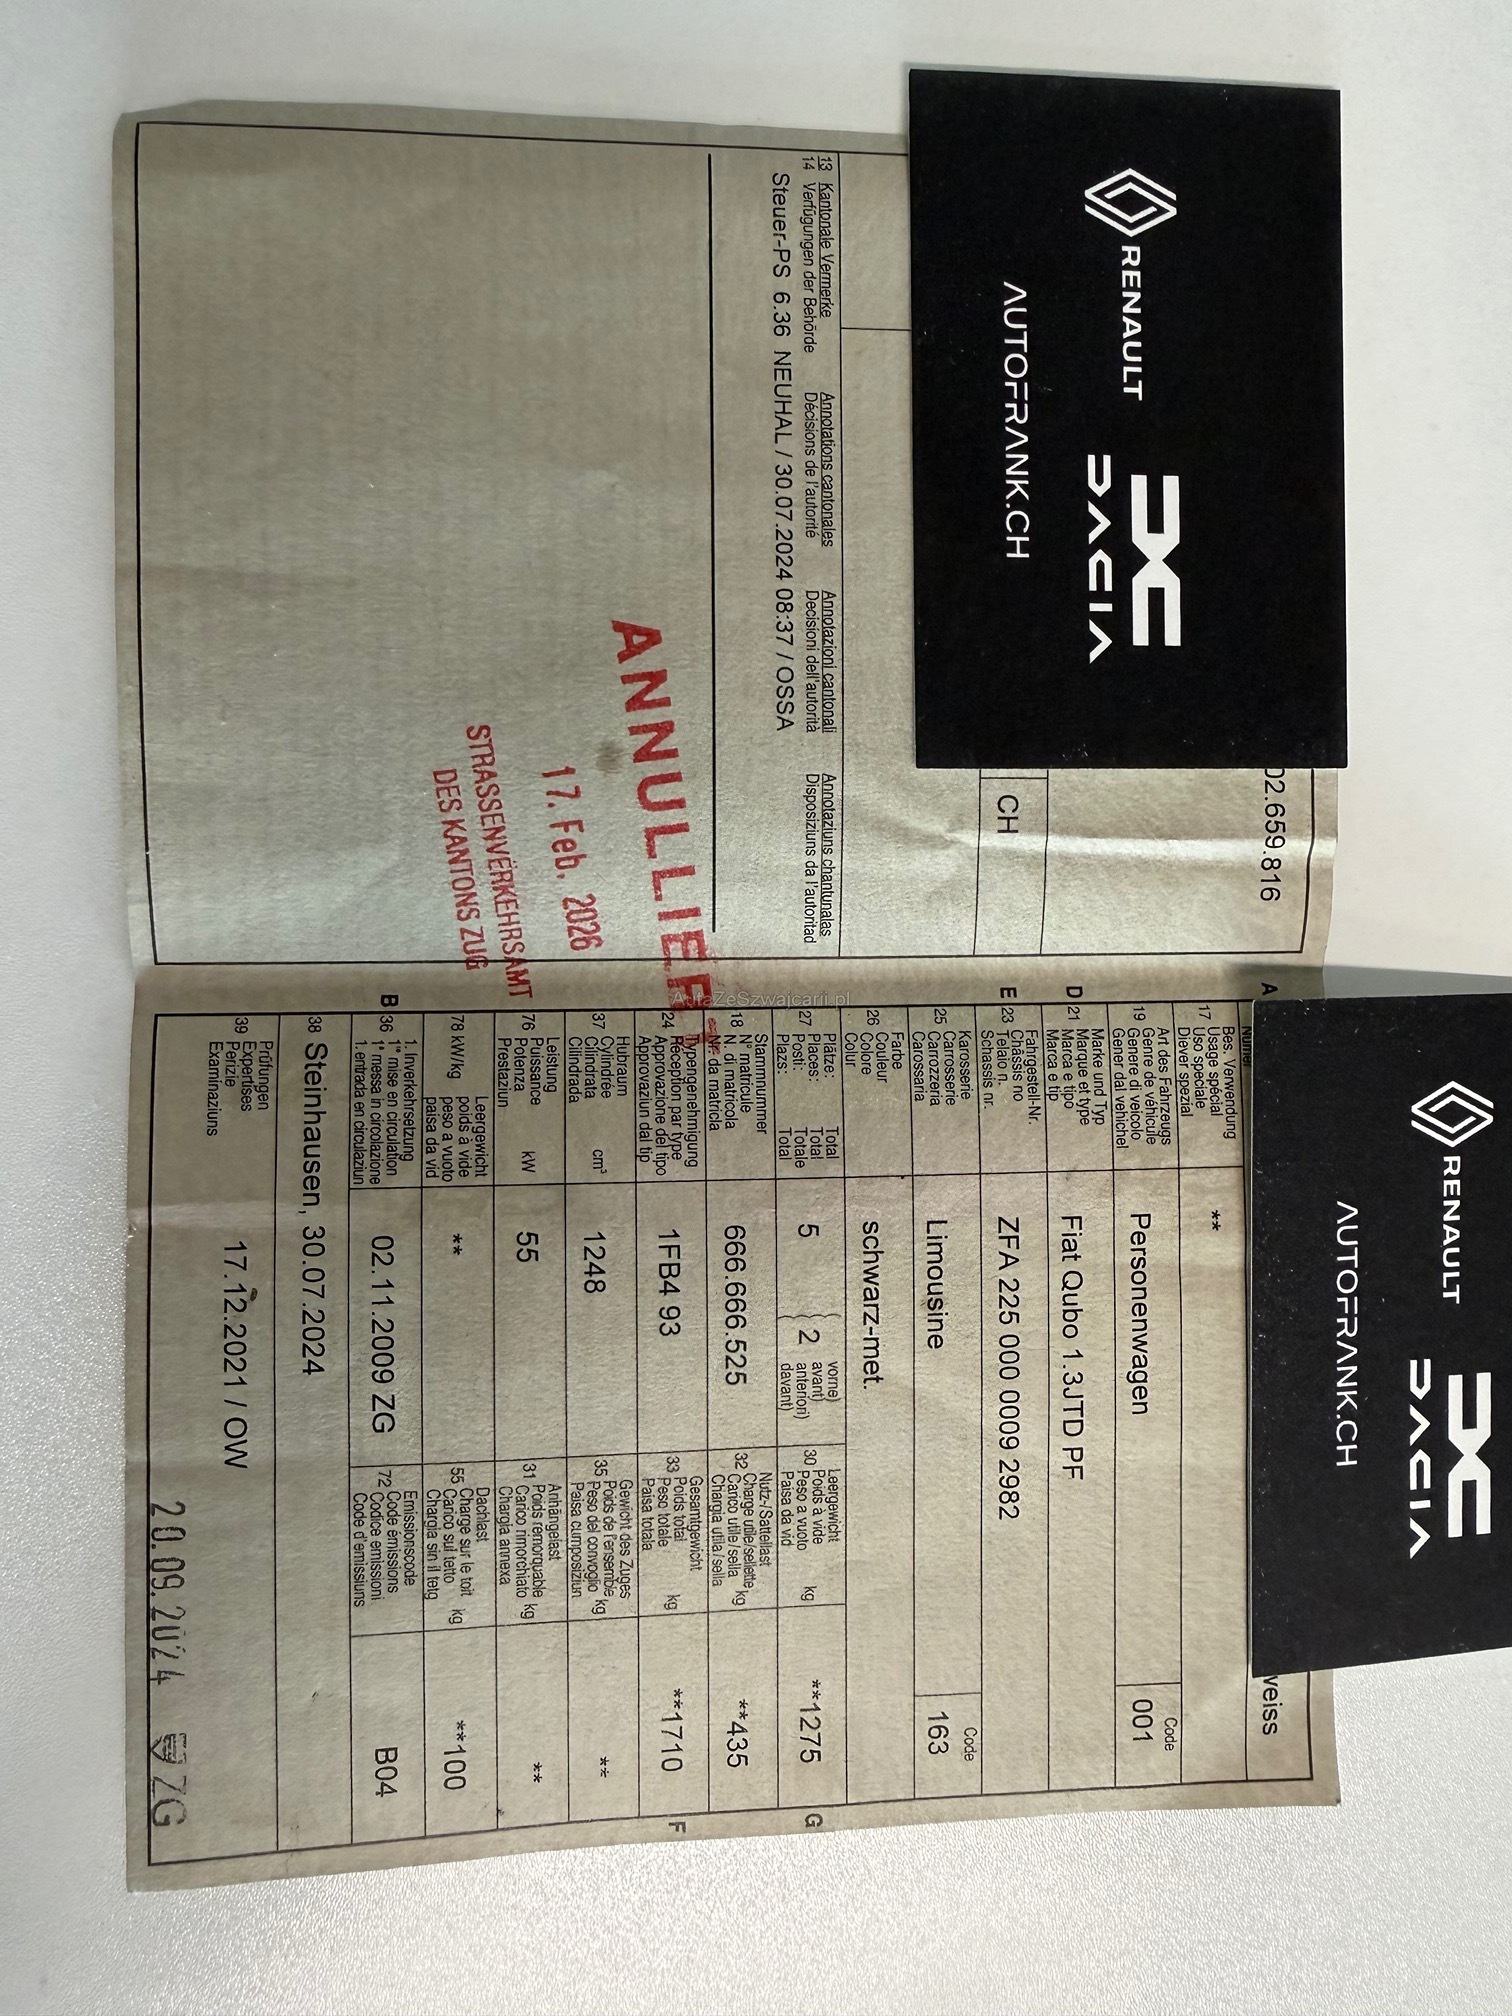 RENAULT
DACIA
AUTOFRANK.CH
02.659.816
CH
13 Kantonale Vermerke Annotations cantonales Annotazioni cantonali Annotaziuns chantunalas
14 Verfügungen der Behörde Décisions de l'autorité Decisioni dell'autorità Disposiziuns da l'autoritad
Steuer-PS 6.36 NEUHAL / 30.07.2024 08:37 / OSSA
ANNULLIERT
17. Feb. 2026
STRASSENVERKEHRSAMT
DES KANTONS ZUG
AutaZeSzwajcarii.pl
RENAULT
DACIA
AUTOFRANK.CH
A
weiss
Bes. Verwendung
17 Usage spécial
Uso speciale
Diever spezial
**
Art des Fahrzeugs
19 Genre de véhicule
Genere di veicolo
Gener dal vehichel
Personenwagen
Code
001
D
Marke und Typ
21 Marque et type
Marca e tipo
Marca e tip
Fiat Qubo 1.3JTD PF
E
Fahrgestell-Nr.
23 Châssis no
Telaio n.
Schassis nr.
ZFA 225 000 0009 2982
Karosserie
25 Carrosserie
Carrozzeria
Carossaria
Limousine
Code
163
Farbe
26 Couleur
Colore
Colur
schwarz-met.
Plätze: Total
27 Places: Total
Posti: Totale
Plazs: Total
5
2
vorne)
avant)
anteriori)
davant)
Leergewicht
30 Poids à vide
Peso a vuoto kg
Paisa da vid
**1275
G
Stammnummer
18 N° matricule
N. di matricola
Nr. da matricla
666.666.525
Nutz-/Sattellast
32 Charge utile/sellette kg
Carico utile/sella
Chargia utila/sella
**435
Typengenehmigung
24 Réception par type
Approvazione del tipo
Approvaziun dal tip
1FB4 93
Gesamtgewicht
33 Poids total
Peso totale kg
Paisa totala
**1710
F
Hubraum
37 Cylindrée
Cilindrata cm³
Cilindrada
1248
Gewicht des Zuges
35 Poids de l'ensemble kg
Peso del convoglio
Paisa cumposiziun
**
Leistung
76 Puissance
Potenza kW
Prestaziun
55
Anhängelast
31 Poids remorquable
Carico rimorchiato kg
Chargia annexa
**
Leergewicht
78 kW/kg poids à vide
peso a vuoto
paisa da vid
**
Dachlast
55 Charge sur le toit
Carico sul tetto kg
Chargia sin il tetg
**100
B
1. Inverkehrsetzung
36 1re mise en circulation
1a messa in circolazione
1. entrada en circulaziun
02.11.2009 ZG
Emissionscode
72 Code émissions
Codice emissioni
Code d'emissiuns
B04
38 Steinhausen, 30.07.2024
Prüfungen
39 Expertises
Perizie
Examinaziuns
17.12.2021 / OW
20.09.2024 ZG